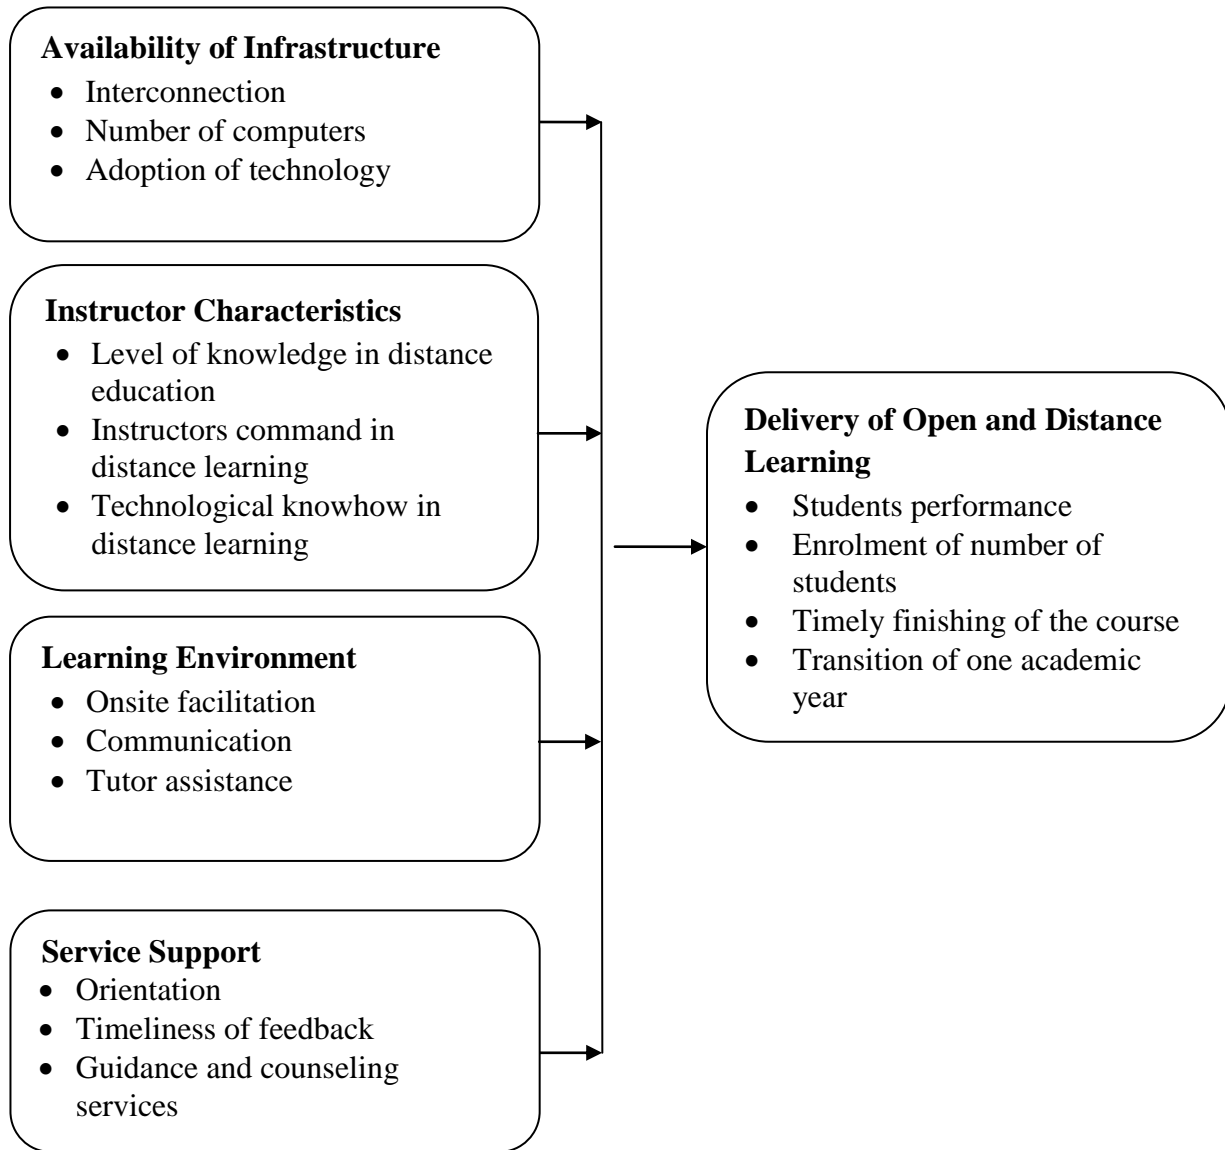 Availability of Infrastructure
• Interconnection
• Number of computers
• Adoption of technology
Instructor Characteristics
• Level of knowledge in distance
education
• Instructors command in
distance learning
• Technological knowhow in
distance learning
Learning Environment
• Onsite facilitation
• Communication
• Tutor assistance
Service Support
• Orientation
• Timeliness of feedback
• Guidance and counseling
services
Delivery of Open and Distance
Learning
• Students performance
• Enrolment of number of
students
• Timely finishing of the course
• Transition of one academic
year